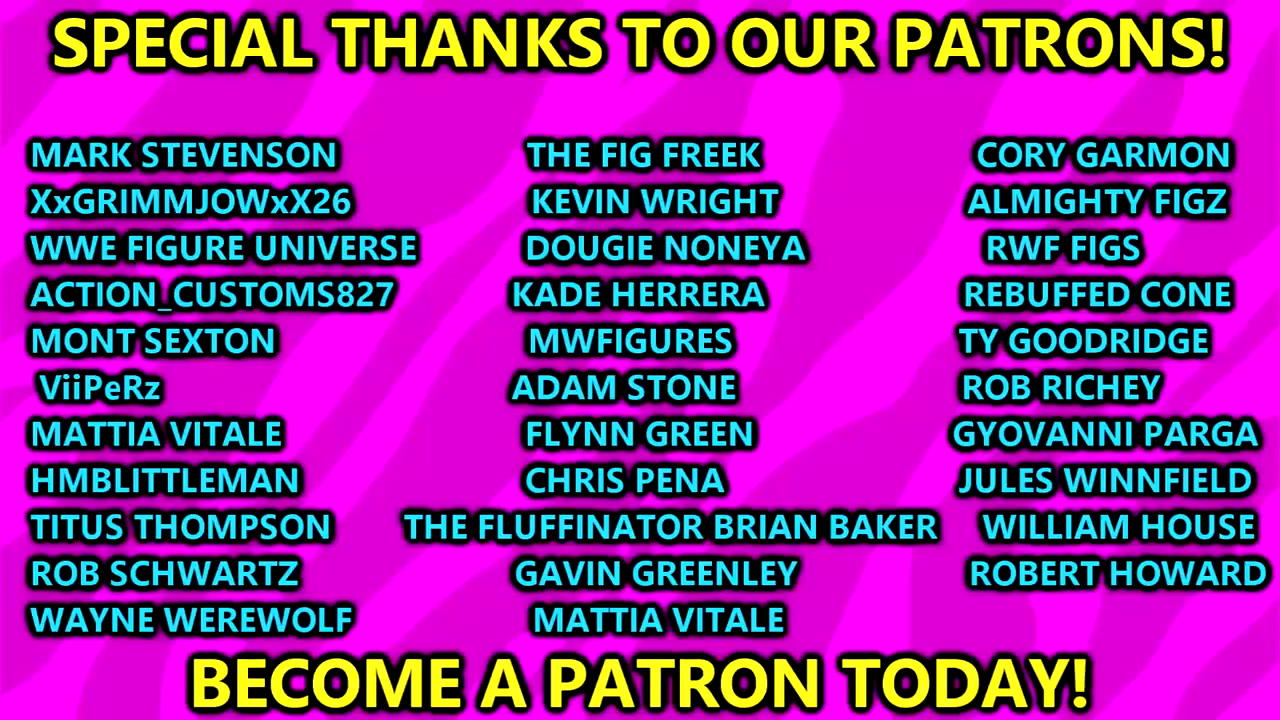 SPECIAL THANKS TO OUR PATRONS!
MARK STEVENSON THE FIG FREEK CORY GARMON
XxGRIMMJOWxX26 KEVIN WRIGHT ALMIGHTY FIGZ
WWE FIGURE UNIVERSE DOUGIE NONEYA RWF FIGS
ACTION_CUSTOMS827 KADE HERRERA REBUFFED CONE
MONT SEXTON MWFIGURES TY GOODRIDGE
ViiPeRz ADAM STONE ROB RICHEY
MATTIA VITALE FLYNN GREEN GYOVANNI PARGA
HMBLITTLEMAN CHRIS PENA JULES WINNFIELD
TITUS THOMPSON THE FLUFFINATOR BRIAN BAKER WILLIAM HOUSE
ROB SCHWARTZ GAVIN GREENLEY ROBERT HOWARD
WAYNE WEREWOLF MATTIA VITALE
BECOME A PATRON TODAY!